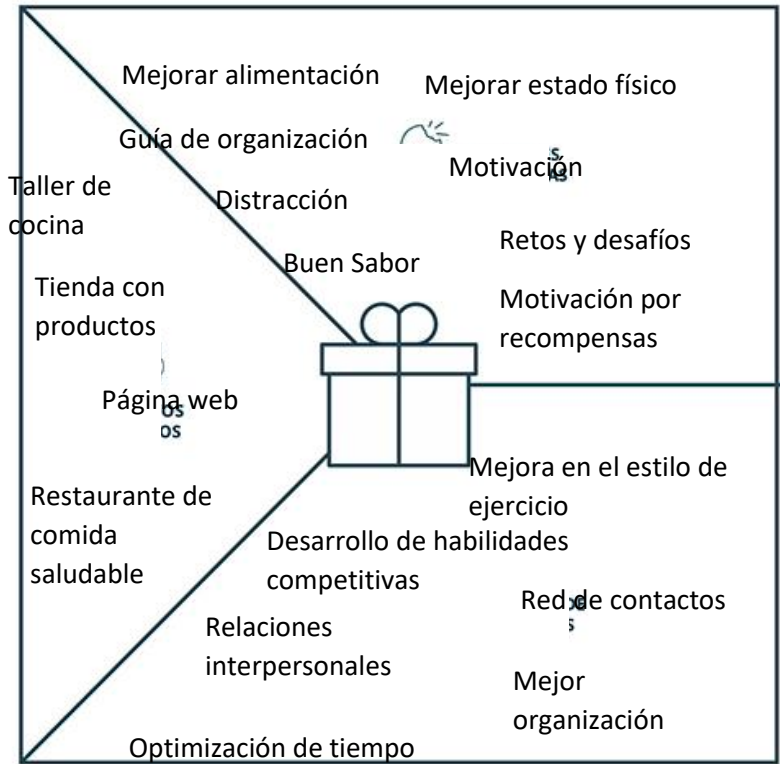 Mejorar alimentación
Mejorar estado físico
Guía de organización
Motivación
Distracción
Retos y desafíos
Buen Sabor
Motivación por
recompensas
Taller de
cocina
Tienda con
productos
Página web
Restaurante de
comida
saludable
Mejora en el estilo de
ejercicio
Desarrollo de habilidades
competitivas
Red de contactos
Relaciones
interpersonales
Mejor
organización
Optimización de tiempo